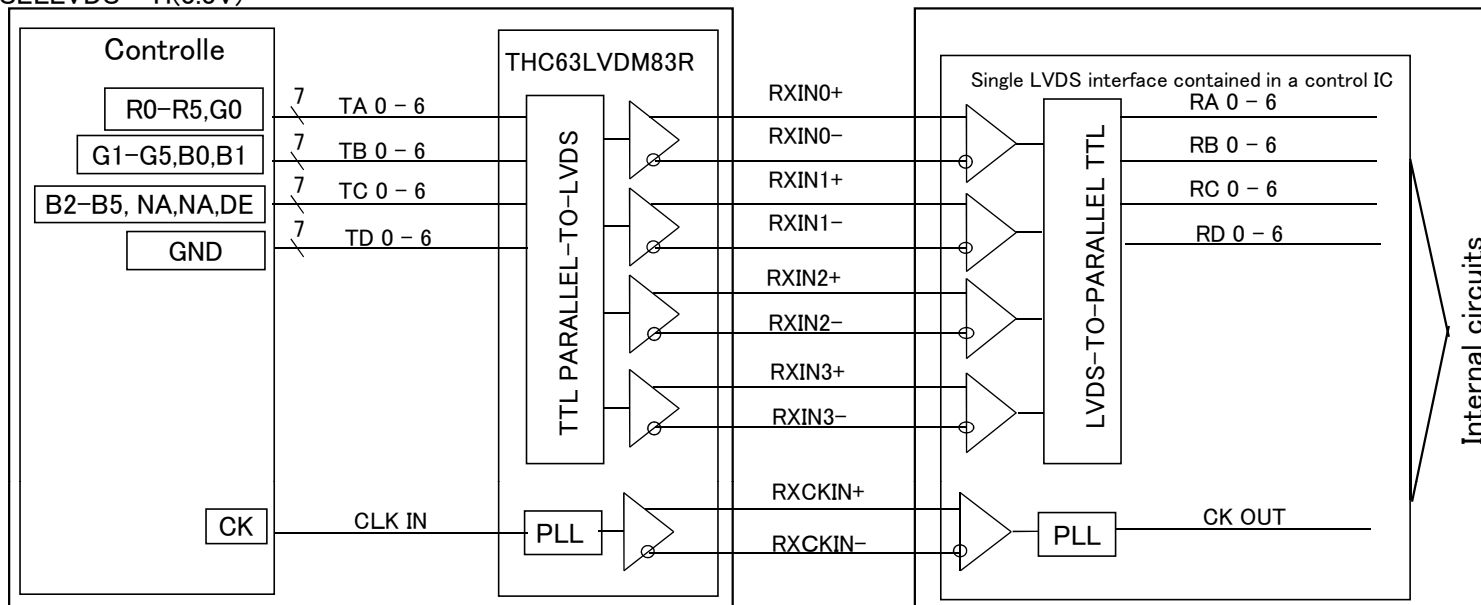 Controlle
THC63LVDM83R
Single LVDS interface contained in a control IC
R0-R5,G0
7
TA 0 - 6
RXIN0+
RA 0 - 6
G1-G5,B0,B1
7
TB 0 - 6
RXIN0-
RB 0 - 6
B2-B5, NA,NA,DE
7
TC 0 - 6
RXIN1+
RC 0 - 6
GND
7
TD 0 - 6
RXIN1-
RD 0 - 6
TTL PARALLEL-TO-LVDS
LVDS-TO-PARALLEL TTL
RXIN2+
RXIN2-
RXIN3+
RXIN3-
Internal circuits
CK
CLK IN
PLL
RXCKIN+
RXCKIN-
PLL
CK OUT